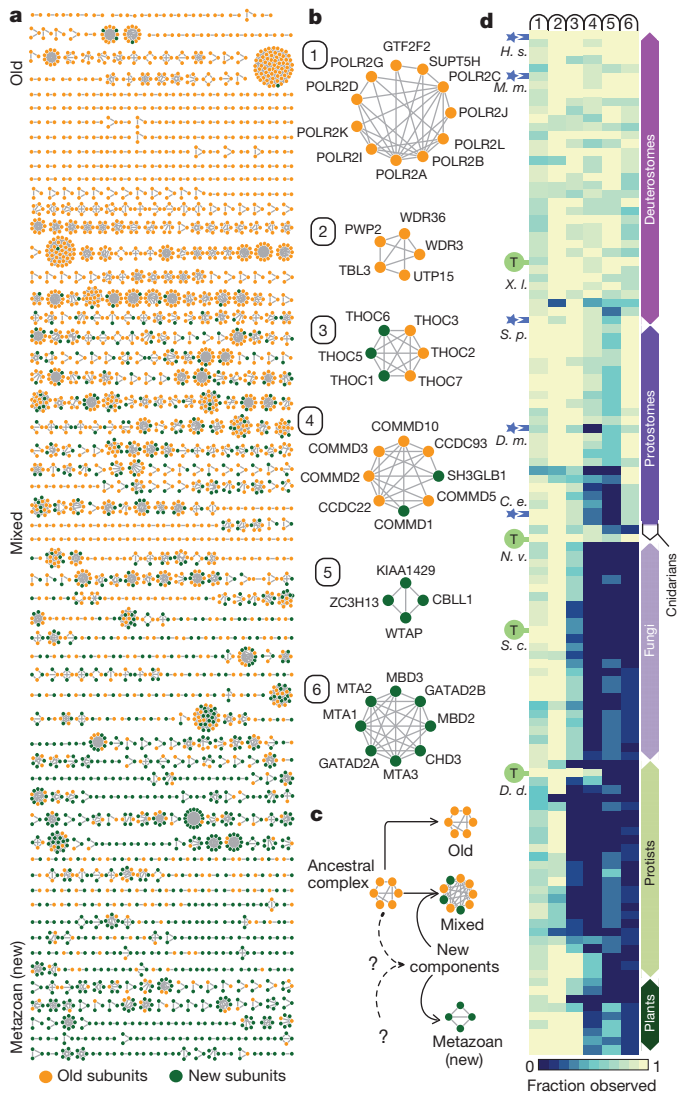 a
Old
Mixed
Metazoan (new)
Old subunits
New subunits
b
1
GTF2F2
POLR2G
SUPT5H
POLR2D
POLR2C
POLR2J
POLR2K
POLR2L
POLR2I
POLR2B
POLR2A
2
WDR36
PWP2
WDR3
TBL3
UTP15
3
THOC6
THOC3
THOC5
THOC2
THOC1
THOC7
4
COMMD10
COMMD3
CCDC93
COMMD2
SH3GLB1
CCDC22
COMMD5
COMMD1
5
KIAA1429
ZC3H13
CBLL1
WTAP
6
MBD3
MTA2
GATAD2B
MTA1
MBD2
GATAD2A
CHD3
MTA3
c
Ancestral
complex
Old
Mixed
New
components
?
?
Metazoan
(new)
d
1 2 3 4 5 6
H. s.
M. m.
T
X. l.
S. p.
D. m.
C. e.
T
N. v.
T
S. c.
T
D. d.
Deuterostomes
Protostomes
Cnidarians
Fungi
Protists
Plants
0 1
Fraction observed